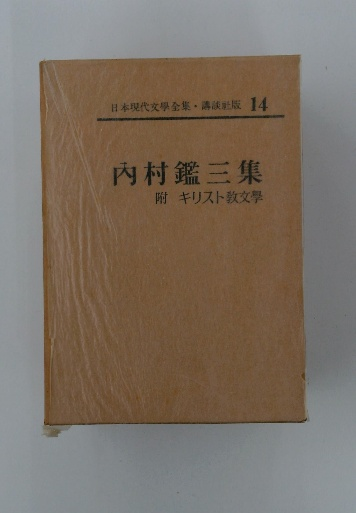 日本現代文學全集・講談社版 14
內村鑑三集
附 キリスト教文學